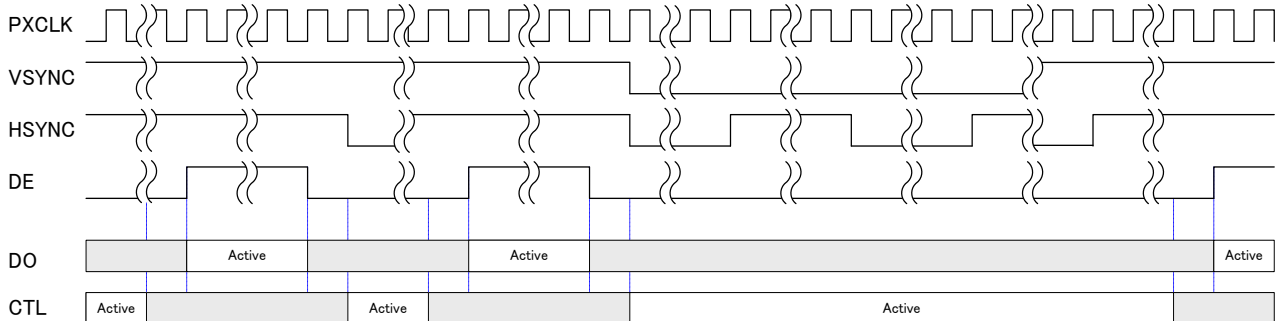 PXCLK
VSYNC
HSYNC
DE
DO Active Active Active
CTL Active Active Active